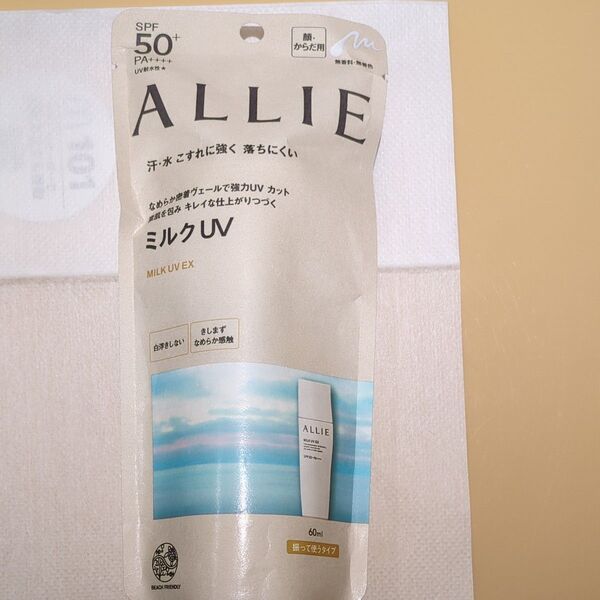 SPF
50+
PA++++
UV耐水性★
顔・
からだ用
無香料・無着色
ALLIE
汗・水 こすれに強く 落ちにくい
なめらか密着ヴェールで強力UV カット
素肌を包み キレイな仕上がりつづく
ミルクUV
MILK UV EX
白浮きしない
きしまず
なめらか感触
ALLIE
MILK UV EX
60ml
振って使うタイプ
BEACH FRIENDLY